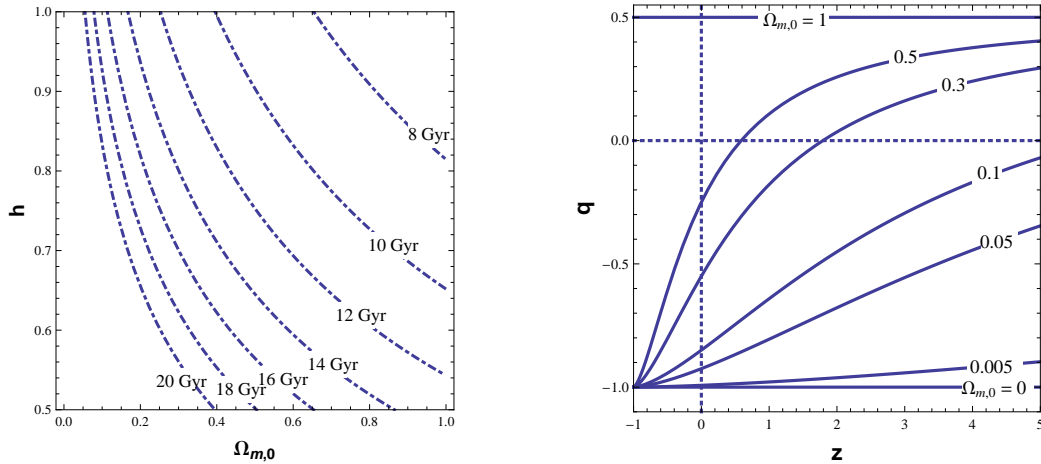 1.0
0.9
0.8
0.7
0.6
0.5
h
0.0
0.2
0.4
0.6
0.8
1.0
Ωm,0
8 Gyr
10 Gyr
12 Gyr
14 Gyr
16 Gyr
18 Gyr
20 Gyr
0.5
0.0
-0.5
-1.0
q
-1
0
1
2
3
4
5
z
Ωm,0 = 1
0.5
0.3
0.1
0.05
0.005
Ωm,0 = 0